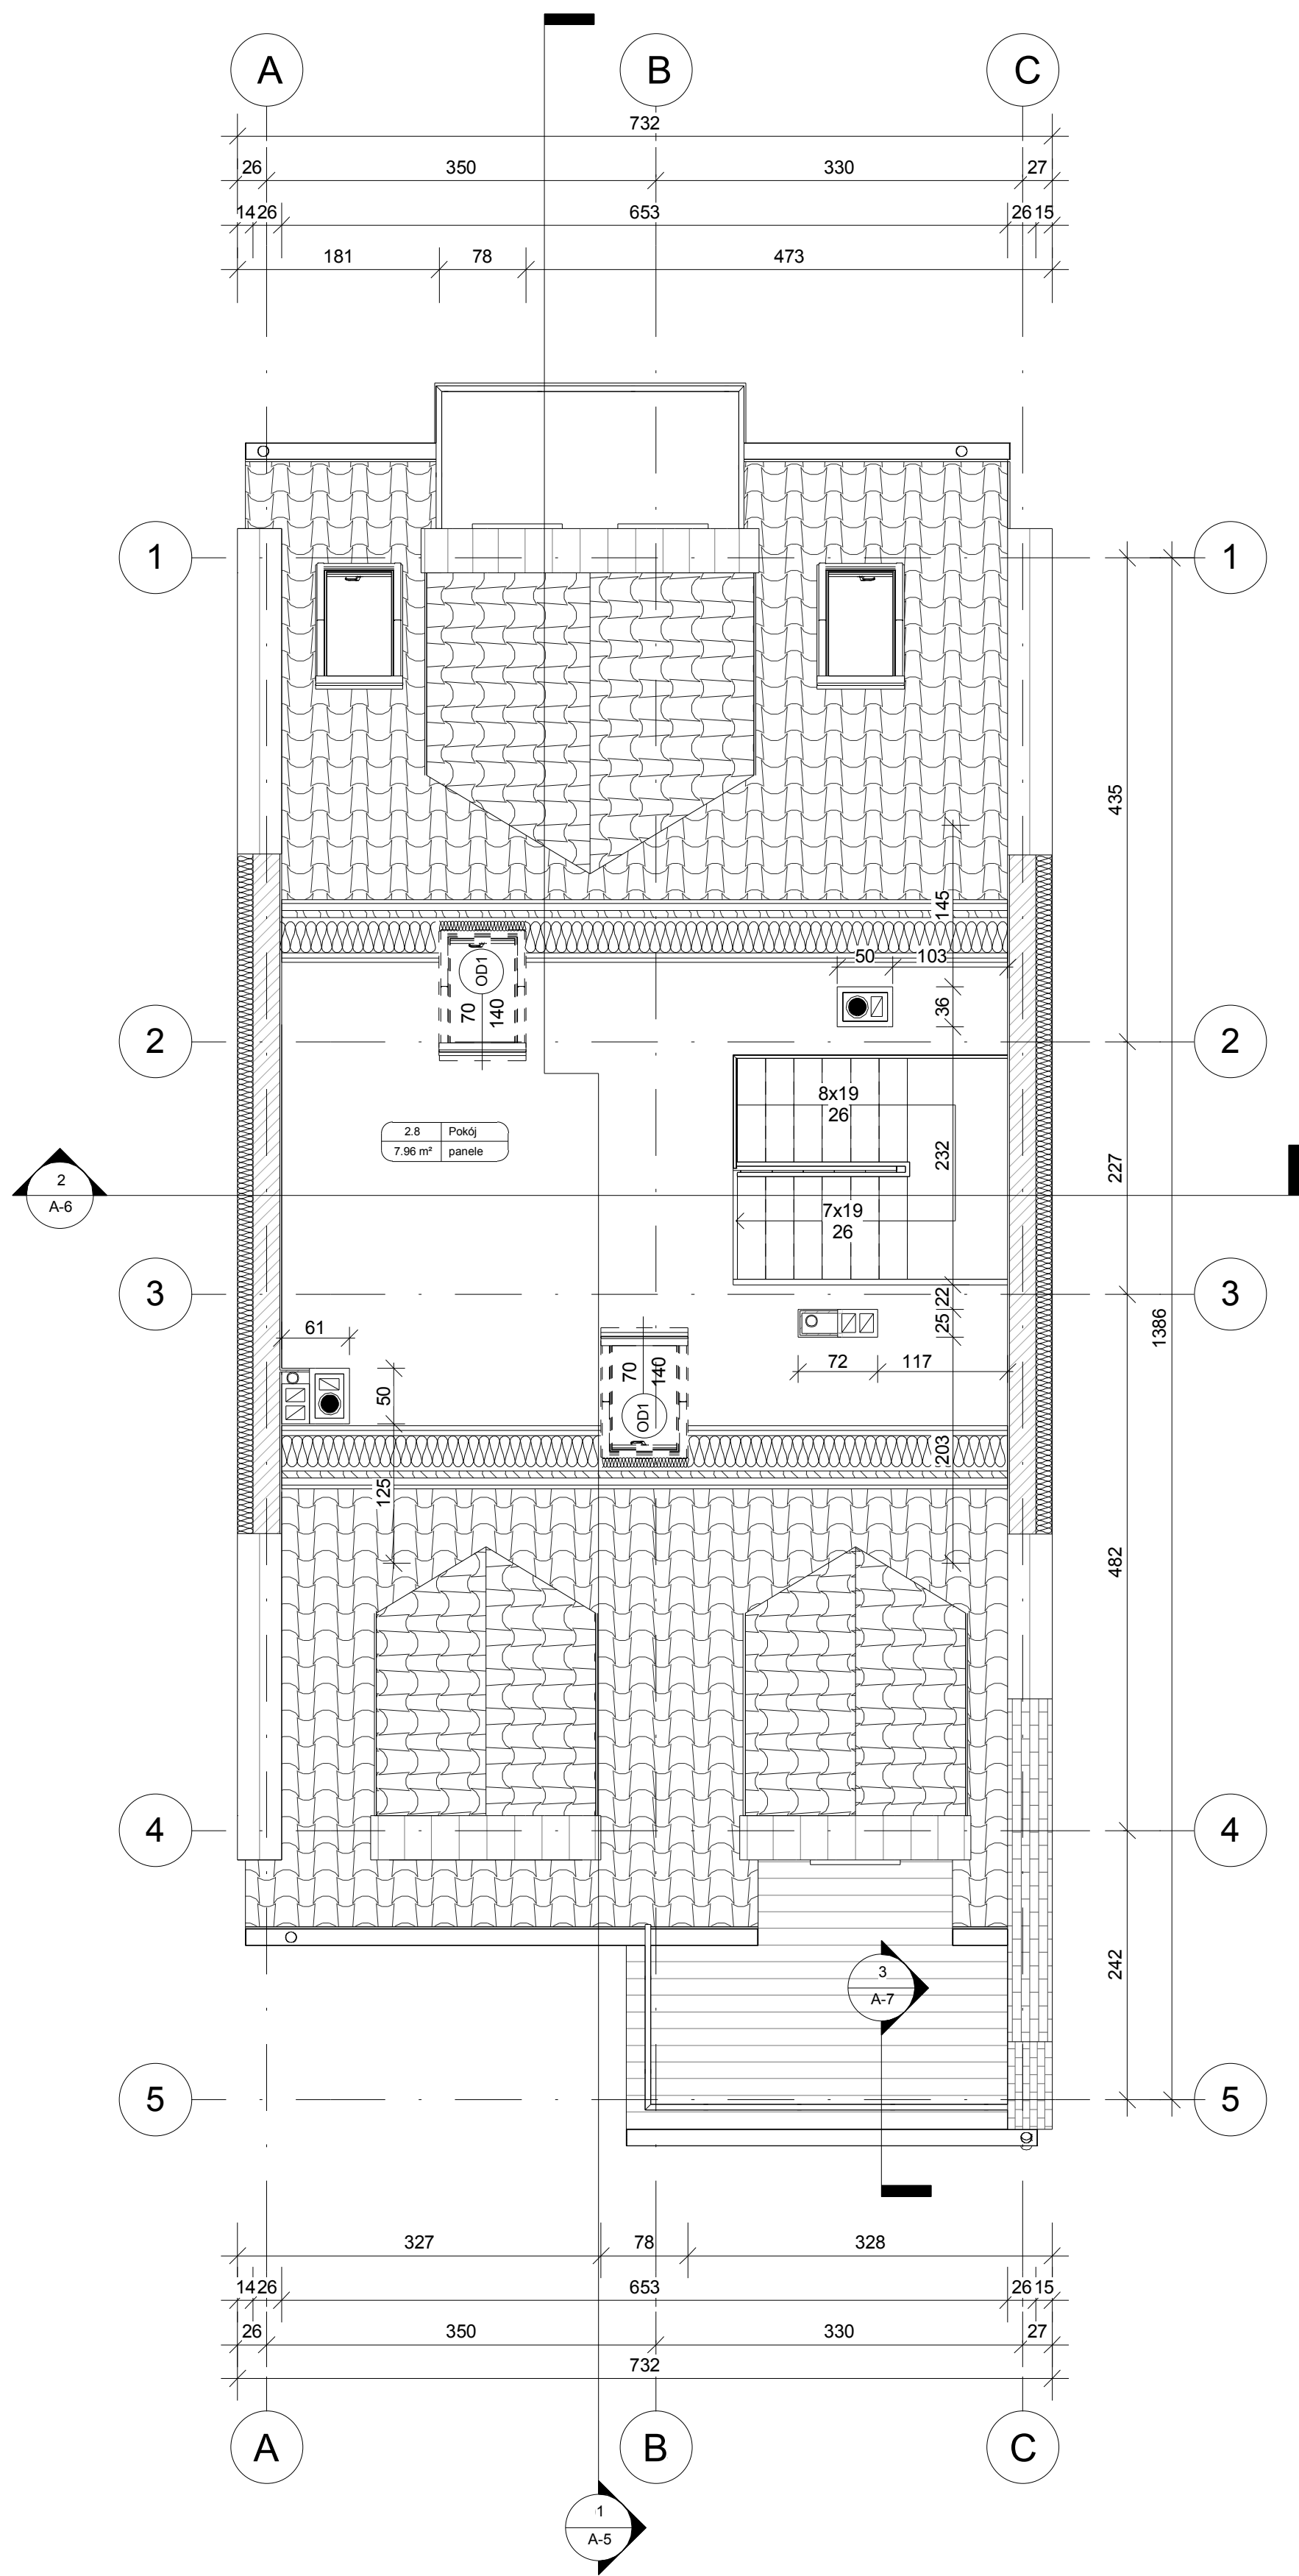 A B C
732
26 350 330 27
14 26 653 26 15
181 78 473
1 1
435
145
50 103
OD1
70
140
36
2 2
8x19
26
2.8 Pokój
7.96 m² panele
232
227
2
A-6
7x19
26
3 3
22
25
1386
61
72 117
70
140
OD1
50
203
125
482
4 4
3
A-7
242
5 5
327 78 328
14 26 653 26 15
26 350 330 27
732
A B C
1
A-5